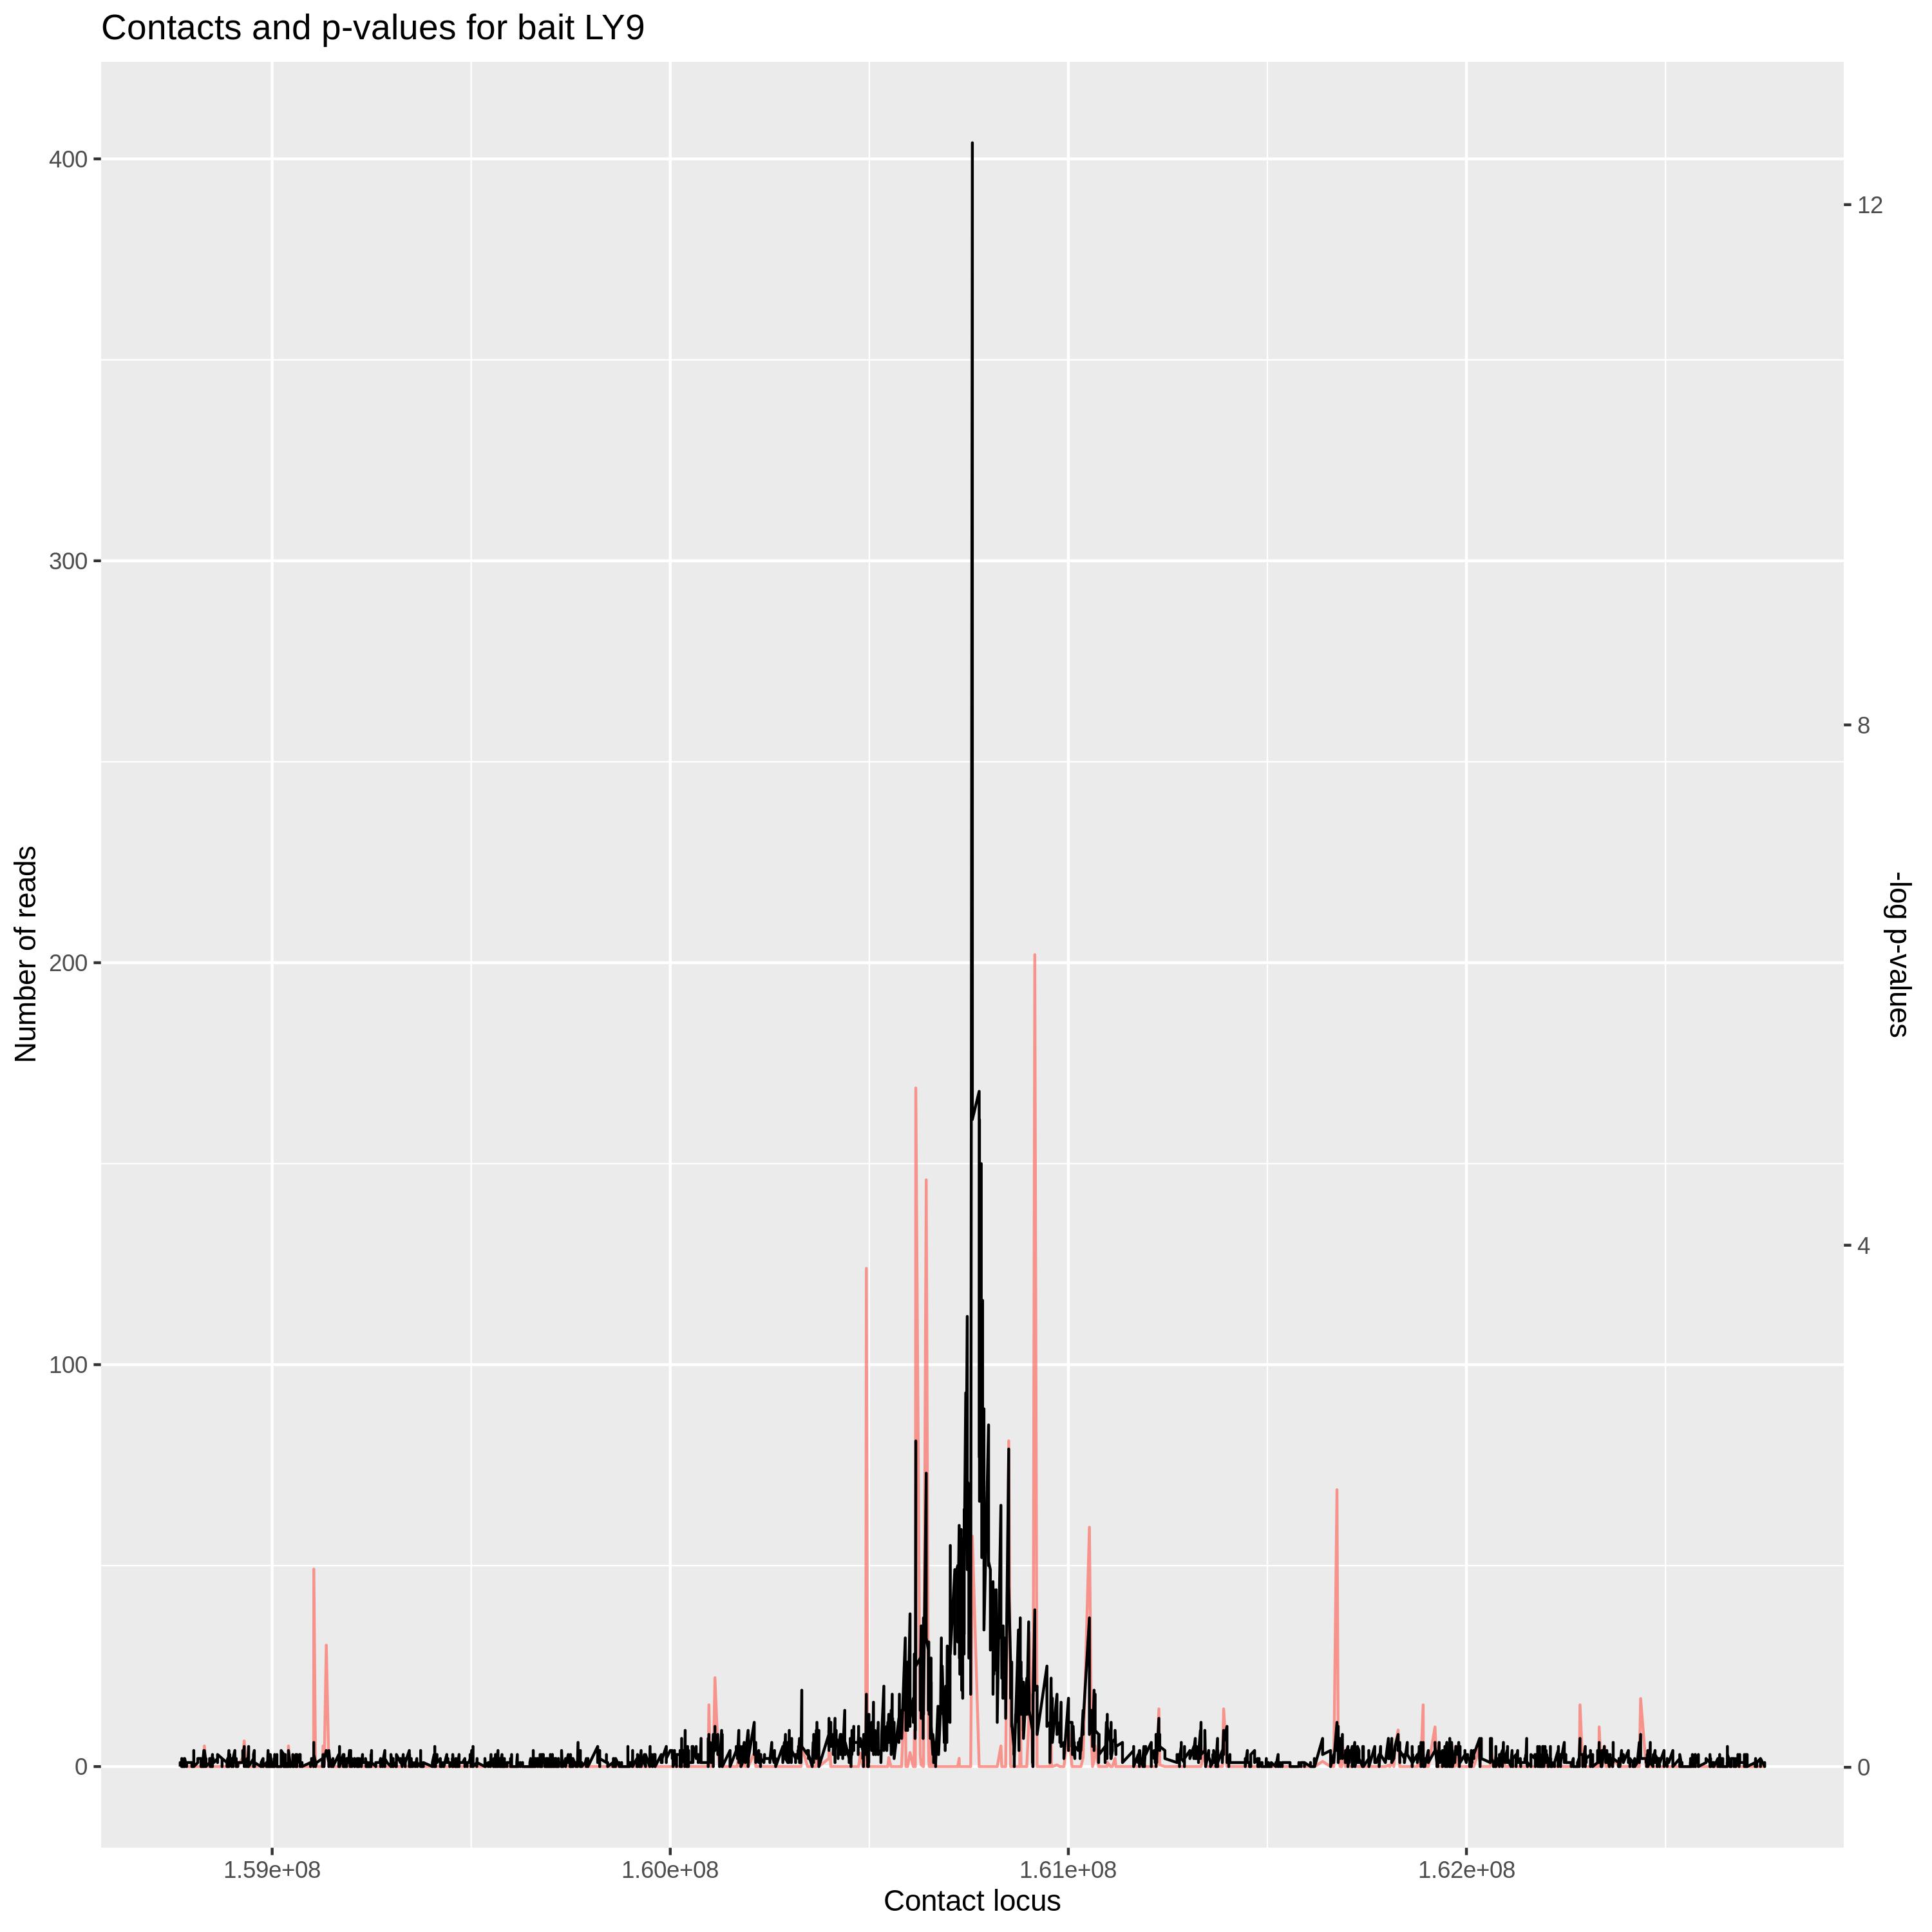 Contacts and p-values for bait LY9
400
300
200
100
0
Number of reads
12
8
4
0
-log p-values
1.59e+08
1.60e+08
1.61e+08
1.62e+08
Contact locus